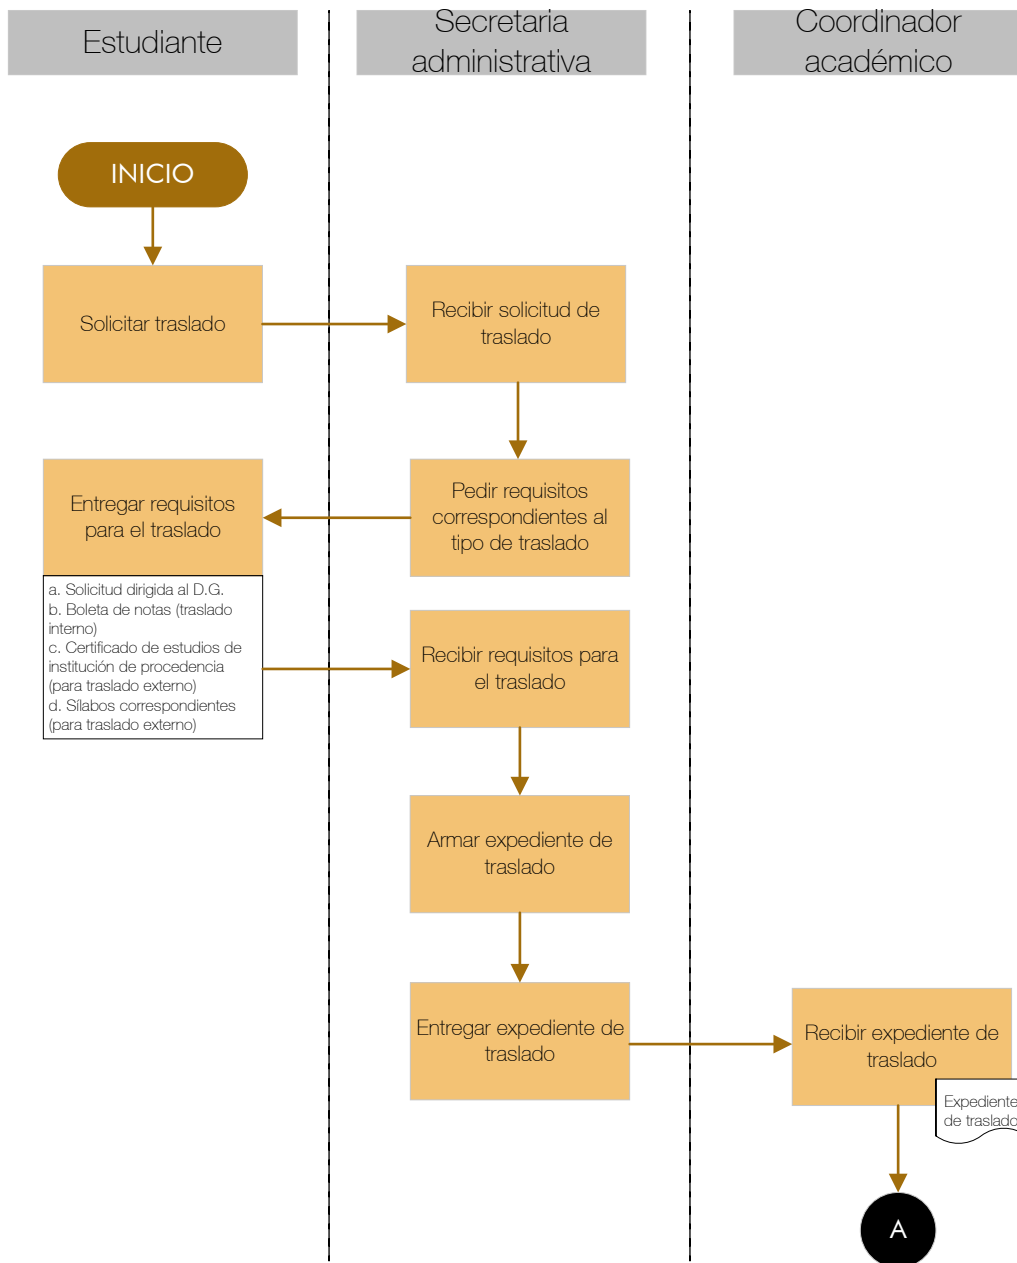 Estudiante
Secretaria
administrativa
Coordinador
académico
INICIO
Solicitar traslado
Recibir solicitud de
traslado
Entregar requisitos
para el traslado
Pedir requisitos
correspondientes al
tipo de traslado
a. Solicitud dirigida al D.G.
b. Boleta de notas (traslado
interno)
c. Certificado de estudios de
institución de procedencia
(para traslado externo)
d. Sílabos correspondientes
(para traslado externo)
Recibir requisitos para
el traslado
Armar expediente de
traslado
Entregar expediente de
traslado
Recibir expediente de
traslado
Expediente
de traslado
A